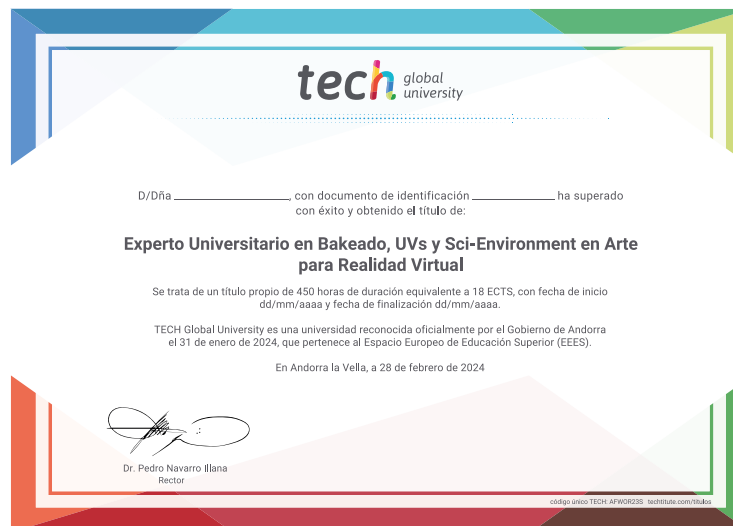 tech global university
D/Dña ____________, con documento de identificación ____________ ha superado
con éxito y obtenido el título de:
Experto Universitario en Bakeado, UVs y Sci-Environment en Arte
para Realidad Virtual
Se trata de un título propio de 450 horas de duración equivalente a 18 ECTS, con fecha de inicio
dd/mm/aaaa y fecha de finalización dd/mm/aaaa.
TECH Global University es una universidad reconocida oficialmente por el Gobierno de Andorra
el 31 de enero de 2024, que pertenece al Espacio Europeo de Educación Superior (EEES).
En Andorra la Vella, a 28 de febrero de 2024
Dr. Pedro Navarro Illana
Rector
código único TECH: AFWOR23S techtitute.com/titulos